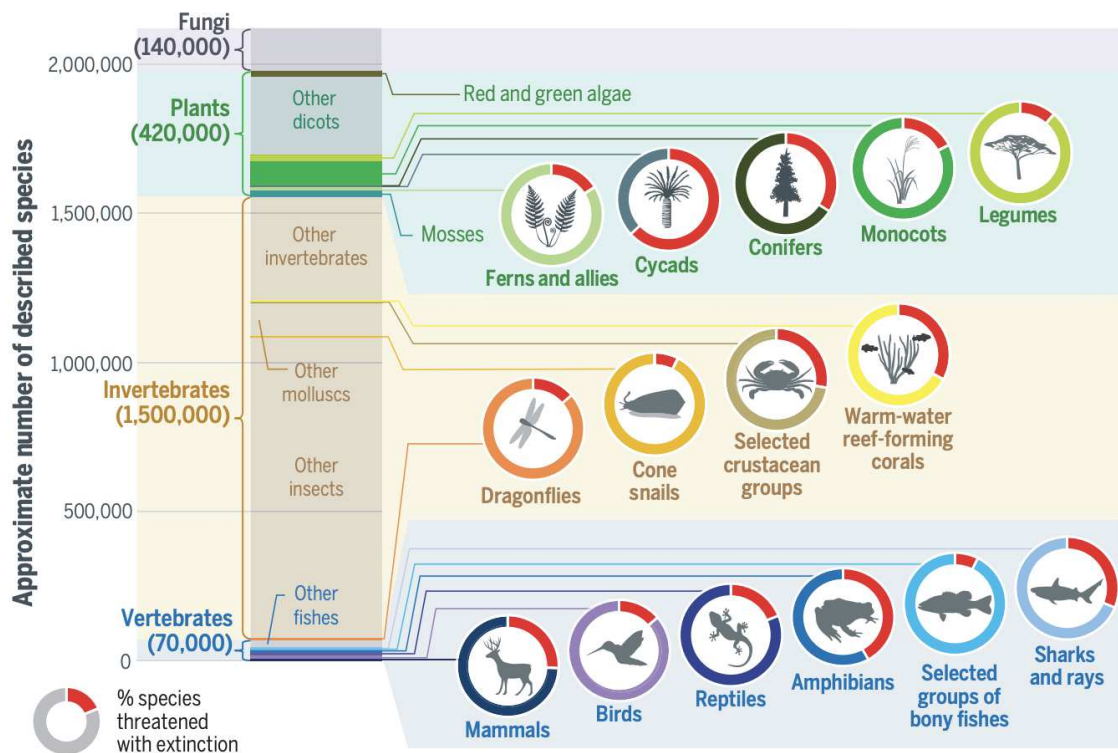 Approximate number of described species
Fungi
(140,000)
2,000,000
Plants
(420,000)
1,500,000
1,000,000
Invertebrates
(1,500,000)
500,000
Vertebrates
(70,000)
0
Other
dicots
Red and green algae
Mosses
Other
invertebrates
Other
molluscs
Other
insects
Other
fishes
Ferns and allies
Cycads
Conifers
Monocots
Legumes
Dragonflies
Cone
snails
Selected
crustacean
groups
Warm-water
reef-forming
corals
Mammals
Birds
Reptiles
Amphibians
Selected
groups of
bony fishes
Sharks
and rays
% species
threatened
with extinction